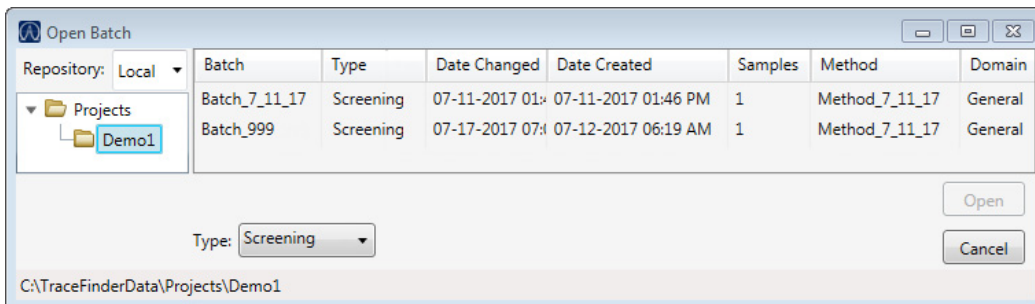 Open Batch
Repository: Local
Batch Type Date Changed Date Created Samples Method Domain
Projects
Demo1
Batch_7_11_17 Screening 07-11-2017 01:4 07-11-2017 01:46 PM 1 Method_7_11_17 General
Batch_999 Screening 07-17-2017 07:0 07-12-2017 06:19 AM 1 Method_7_11_17 General
Open
Type: Screening
Cancel
C:\TraceFinderData\Projects\Demo1